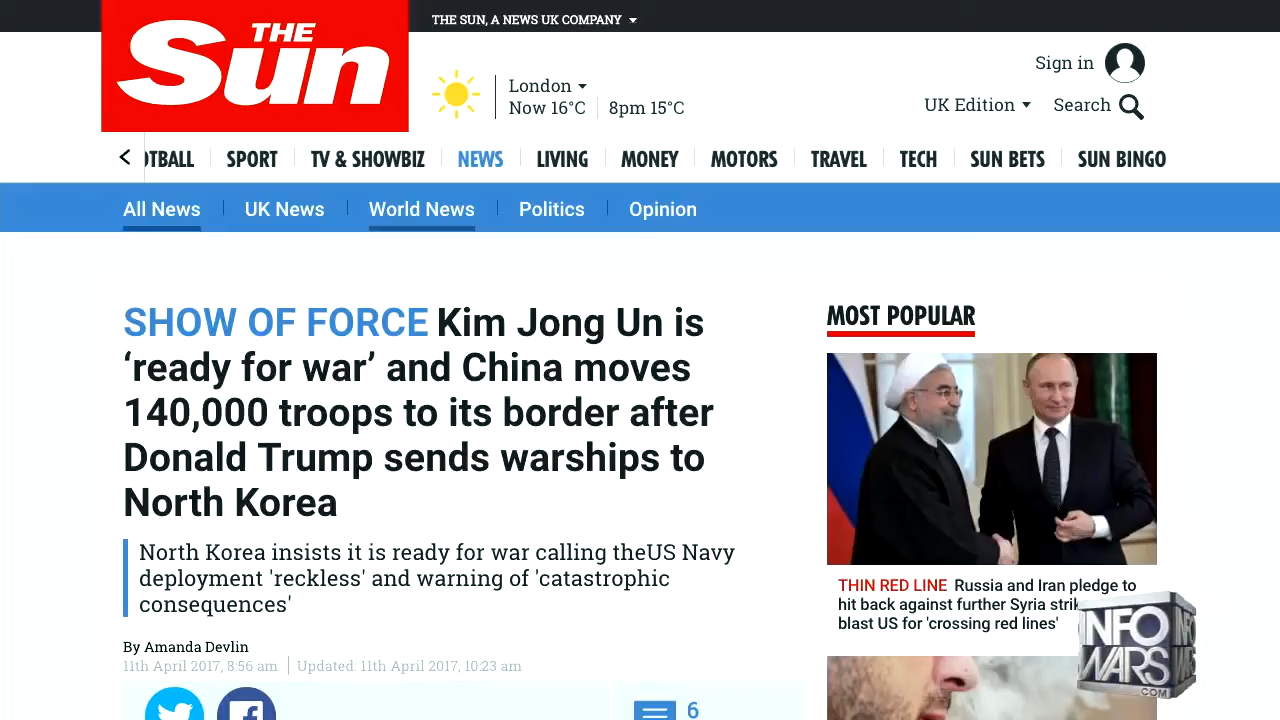 THE SUN, A NEWS UK COMPANY
THE
Sun
London
Now 16°C
8pm 15°C
Sign in
UK Edition
Search
OTBALL
SPORT
TV & SHOWBIZ
NEWS
LIVING
MONEY
MOTORS
TRAVEL
TECH
SUN BETS
SUN BINGO
All News
UK News
World News
Politics
Opinion
SHOW OF FORCE Kim Jong Un is
‘ready for war’ and China moves
140,000 troops to its border after
Donald Trump sends warships to
North Korea
North Korea insists it is ready for war calling theUS Navy
deployment 'reckless' and warning of 'catastrophic
consequences'
By Amanda Devlin
11th April 2017, 8:56 am
Updated: 11th April 2017, 10:23 am
6
MOST POPULAR
THIN RED LINE Russia and Iran pledge to
hit back against further Syria strik
blast US for 'crossing red lines'
INFO
WARS
.COM